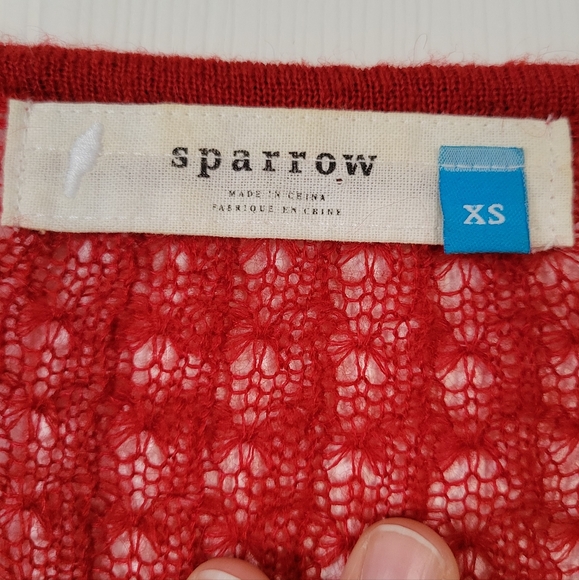 sparrow
MADE IN CHINA
FABRIQUE EN CHINE
XS